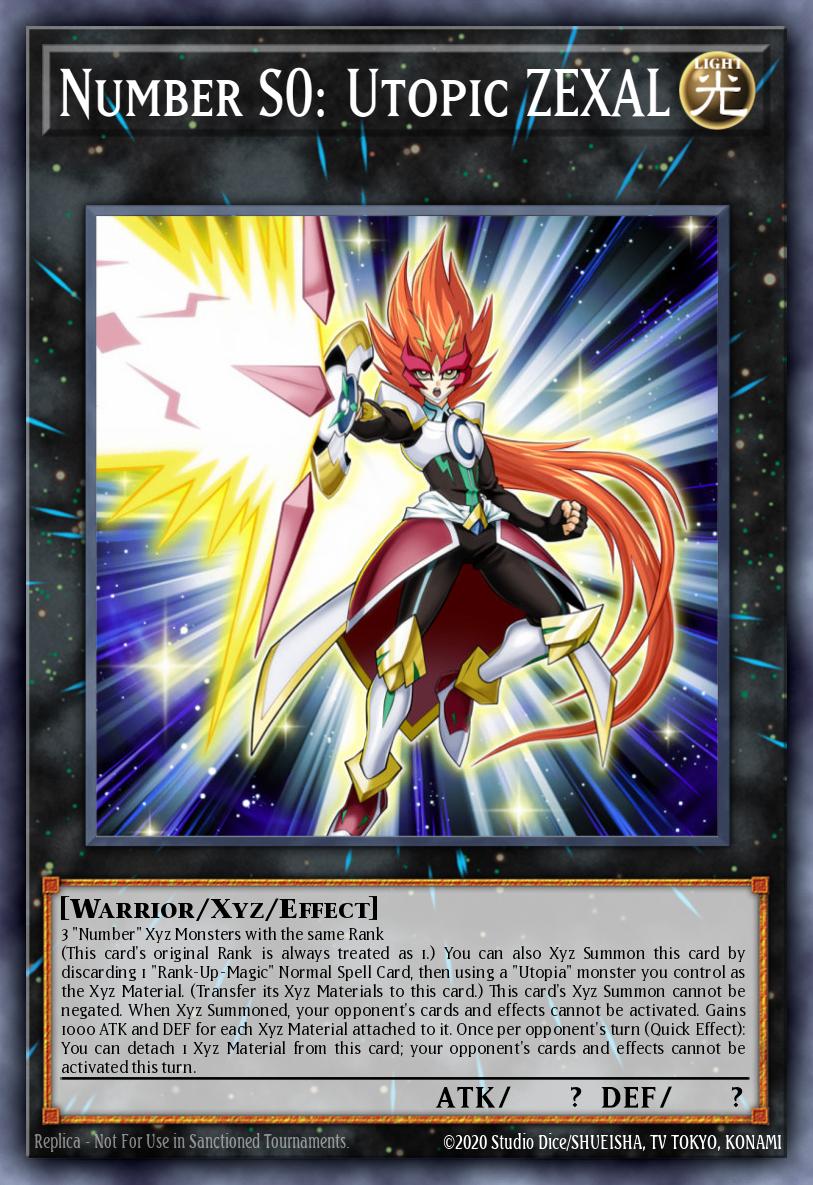 Number S0: Utopic ZEXAL
LIGHT
光
[Warrior/Xyz/Effect]
3 "Number" Xyz Monsters with the same Rank
(This card's original Rank is always treated as 1.) You can also Xyz Summon this card by
discarding 1 "Rank-Up-Magic" Normal Spell Card, then using a "Utopia" monster you control as
the Xyz Material. (Transfer its Xyz Materials to this card.) This card's Xyz Summon cannot be
negated. When Xyz Summoned, your opponent's cards and effects cannot be activated. Gains
1000 ATK and DEF for each Xyz Material attached to it. Once per opponent's turn (Quick Effect):
You can detach 1 Xyz Material from this card; your opponent's cards and effects cannot be
activated this turn.
ATK/ ? DEF/ ?
Replica - Not For Use in Sanctioned Tournaments. ©2020 Studio Dice/SHUEISHA, TV TOKYO, KONAMI